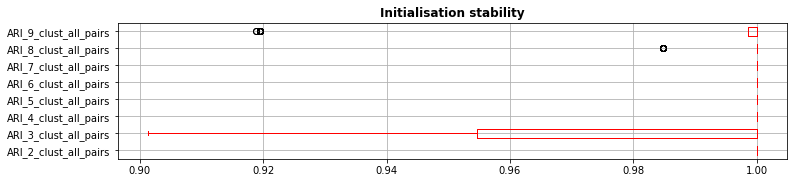 Initialisation stability
ARI_9_clust_all_pairs
ARI_8_clust_all_pairs
ARI_7_clust_all_pairs
ARI_6_clust_all_pairs
ARI_5_clust_all_pairs
ARI_4_clust_all_pairs
ARI_3_clust_all_pairs
ARI_2_clust_all_pairs
0.90 0.92 0.94 0.96 0.98 1.00